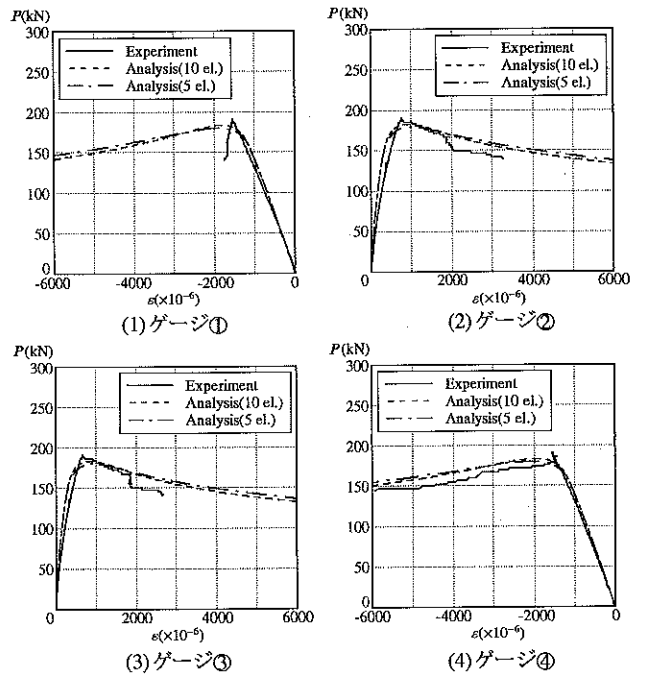 P(kN)
300
250
200
150
100
50
0
-6000
-4000
-2000
0
ε(×10⁻⁶)
Experiment
Analysis(10 el.)
Analysis(5 el.)
(1) ゲージ①
P(kN)
300
250
200
150
100
50
0
0
2000
4000
6000
ε(×10⁻⁶)
Experiment
Analysis(10 el.)
Analysis(5 el.)
(2) ゲージ②
P(kN)
300
250
200
150
100
50
0
0
2000
4000
6000
ε(×10⁻⁶)
Experiment
Analysis(10 el.)
Analysis(5 el.)
(3) ゲージ③
P(kN)
300
250
200
150
100
50
0
-6000
-4000
-2000
0
ε(×10⁻⁶)
Experiment
Analysis(10 el.)
Analysis(5 el.)
(4) ゲージ④